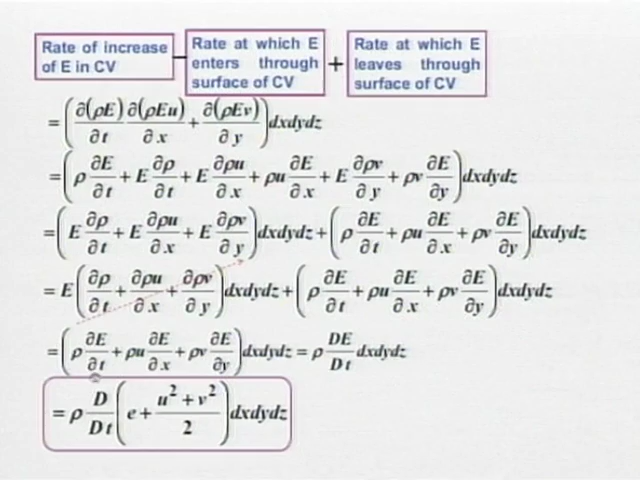 Rate of increase of E in CV − Rate at which E enters through surface of CV + Rate at which E leaves through surface of CV
= (∂(ρE)/∂t ∂(ρEu)/∂x + ∂(ρEv)/∂y) dxdydz
= (ρ ∂E/∂t + E ∂ρ/∂t + E ∂ρu/∂x + ρu ∂E/∂x + E ∂ρv/∂y + ρv ∂E/∂y) dxdydz
= (E ∂ρ/∂t + E ∂ρu/∂x + E ∂ρv/∂y) dxdydz + (ρ ∂E/∂t + ρu ∂E/∂x + ρv ∂E/∂y) dxdydz
= E (∂ρ/∂t + ∂ρu/∂x + ∂ρv/∂y) dxdydz + (ρ ∂E/∂t + ρu ∂E/∂x + ρv ∂E/∂y) dxdydz
= (ρ ∂E/∂t + ρu ∂E/∂x + ρv ∂E/∂y) dxdydz = ρ DE/Dt dxdydz
= ρ D/Dt (e + u² + v²/2) dxdydz